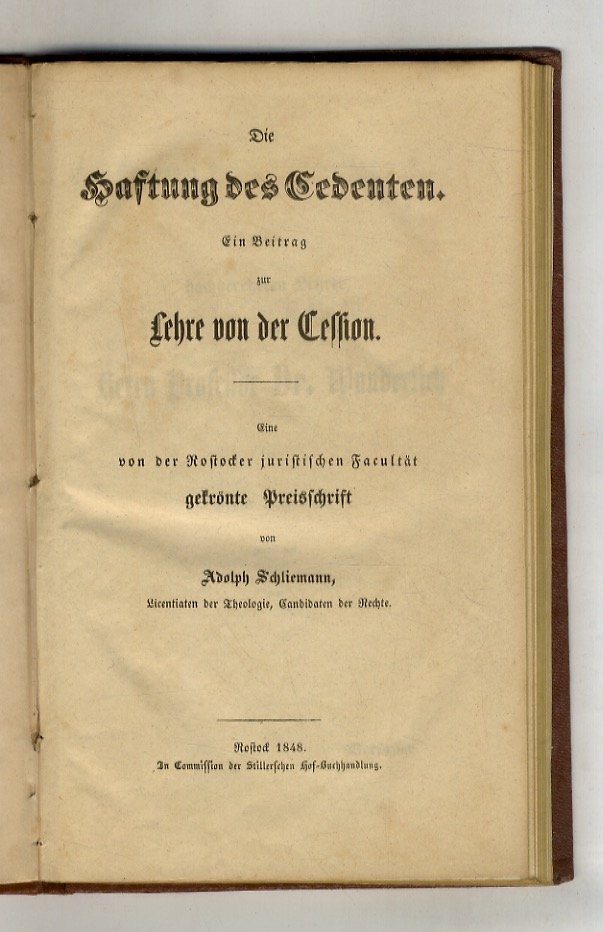 Die
Haftung des Cedenten.
Ein Beitrag
zur
Lehre von der Cession.
Eine
von der Rostocker juristischen Facultät
gekrönte Preisschrift
von
Adolph Schliemann,
Licentiaten der Theologie, Candidaten der Rechte.
Rostock 1848.
In Commission der Stillerschen Hof-Buchhandlung.